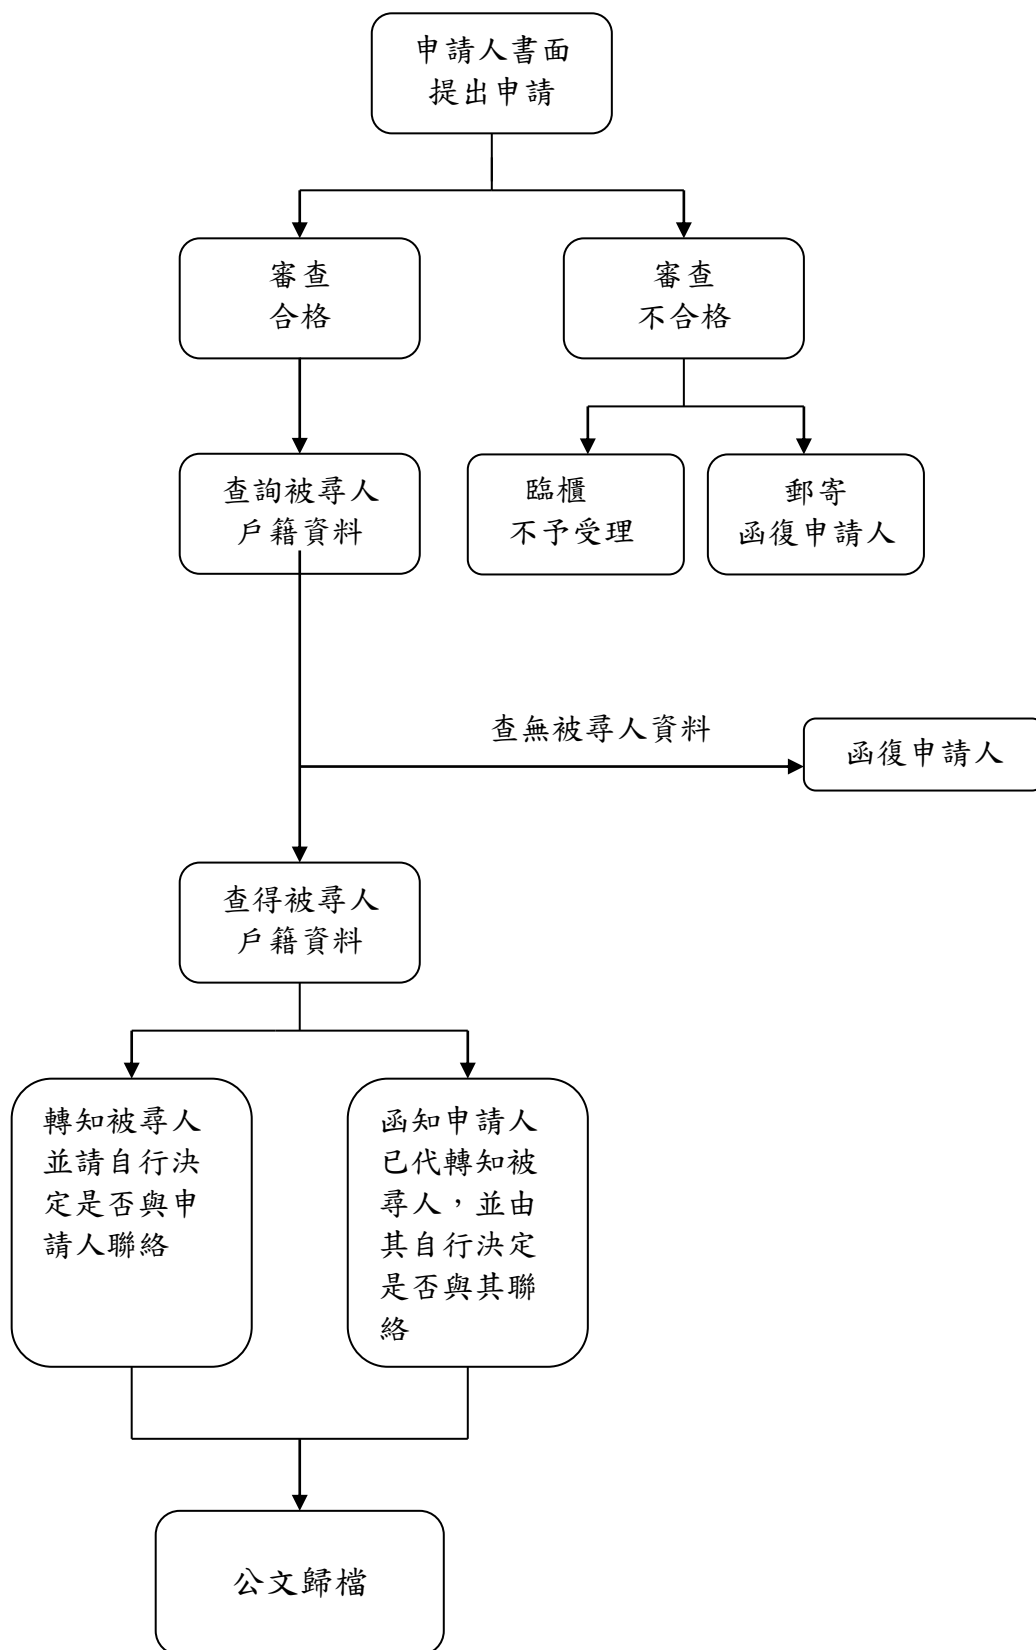 申請人書面
提出申請
審查
合格
審查
不合格
查詢被尋人
戶籍資料
臨櫃
不予受理
郵寄
函復申請人
查無被尋人資料
函復申請人
查得被尋人
戶籍資料
轉知被尋人
並請自行決
定是否與申
請人聯絡
函知申請人
已代轉知被
尋人，並由
其自行決定
是否與其聯
絡
公文歸檔